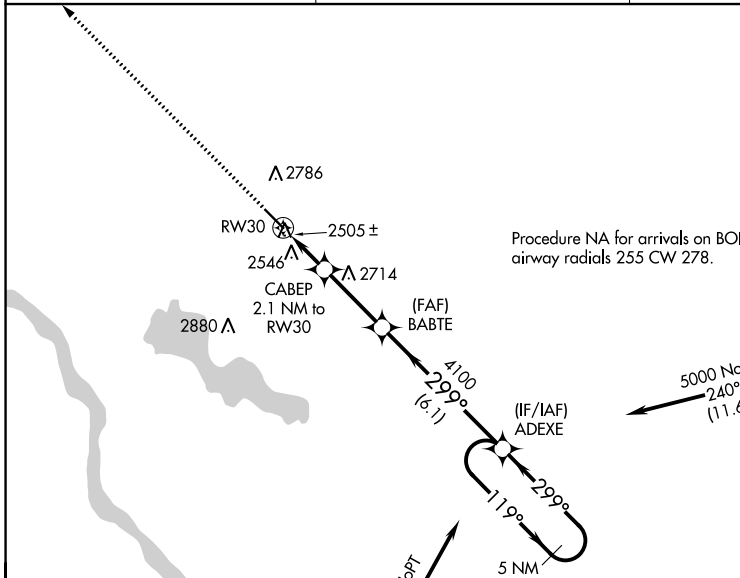 2786
RW30
2505 ±
2546
2714
CABEP
2.1 NM to
RW30
Procedure NA for arrivals on
airway radials 255 CW 278.
(FAF)
BABTE
2880
4100
299°
(6.1)
5000
240°
(IF/IAF)
ADEXE
299°
119°
5 NM